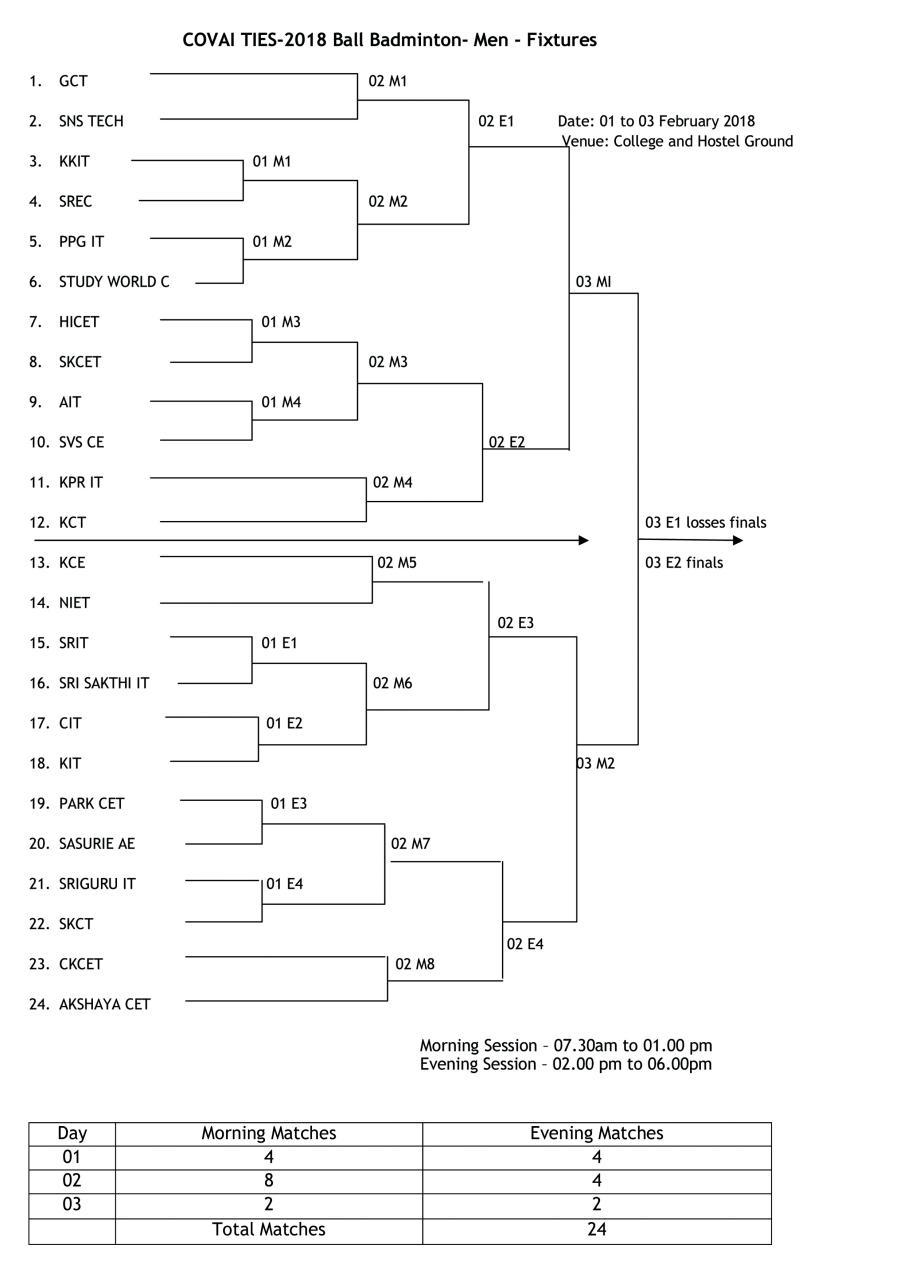 COVAI TIES-2018 Ball Badminton- Men - Fixtures
1. GCT
02 M1
2. SNS TECH
02 E1
Date: 01 to 03 February 2018
Venue: College and Hostel Ground
3. KKIT
01 M1
4. SREC
02 M2
5. PPG IT
01 M2
6. STUDY WORLD C
03 MI
7. HICET
01 M3
8. SKCET
02 M3
9. AIT
01 M4
10. SVS CE
02 E2
11. KPR IT
02 M4
12. KCT
03 E1 losses finals
13. KCE
02 M5
03 E2 finals
14. NIET
02 E3
15. SRIT
01 E1
16. SRI SAKTHI IT
02 M6
17. CIT
01 E2
18. KIT
03 M2
19. PARK CET
01 E3
20. SASURIE AE
02 M7
21. SRIGURU IT
01 E4
22. SKCT
02 E4
23. CKCET
02 M8
24. AKSHAYA CET
Morning Session – 07.30am to 01.00 pm
Evening Session – 02.00 pm to 06.00pm
Day Morning Matches Evening Matches
01 4 4
02 8 4
03 2 2
Total Matches 24